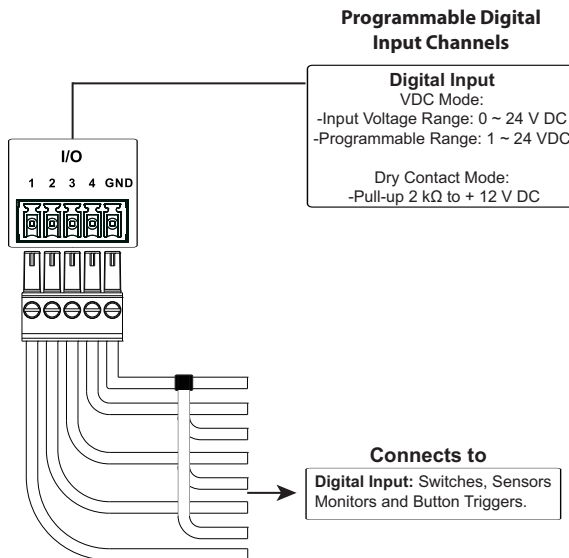 Programmable Digital
Input Channels
Digital Input
VDC Mode:
-Input Voltage Range: 0 ~ 24 V DC
-Programmable Range: 1 ~ 24 VDC
Dry Contact Mode:
-Pull-up 2 kΩ to + 12 V DC
I/O
1 2 3 4 GND
Connects to
Digital Input: Switches, Sensors
Monitors and Button Triggers.